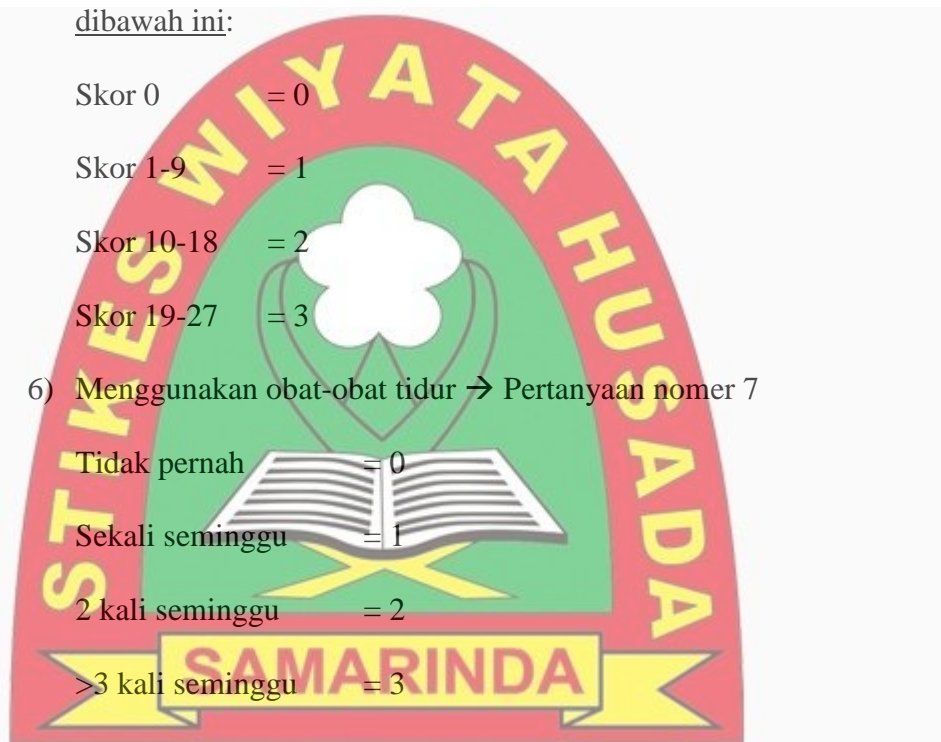 dibawah ini:
Skor 0 = 0
Skor 1-9 = 1
Skor 10-18 = 2
Skor 19-27 = 3
6) Menggunakan obat-obat tidur → Pertanyaan nomer 7
Tidak pernah = 0
Sekali seminggu = 1
2 kali seminggu = 2
>3 kali seminggu = 3
STIKES WIYATA HUSADA
SAMARINDA